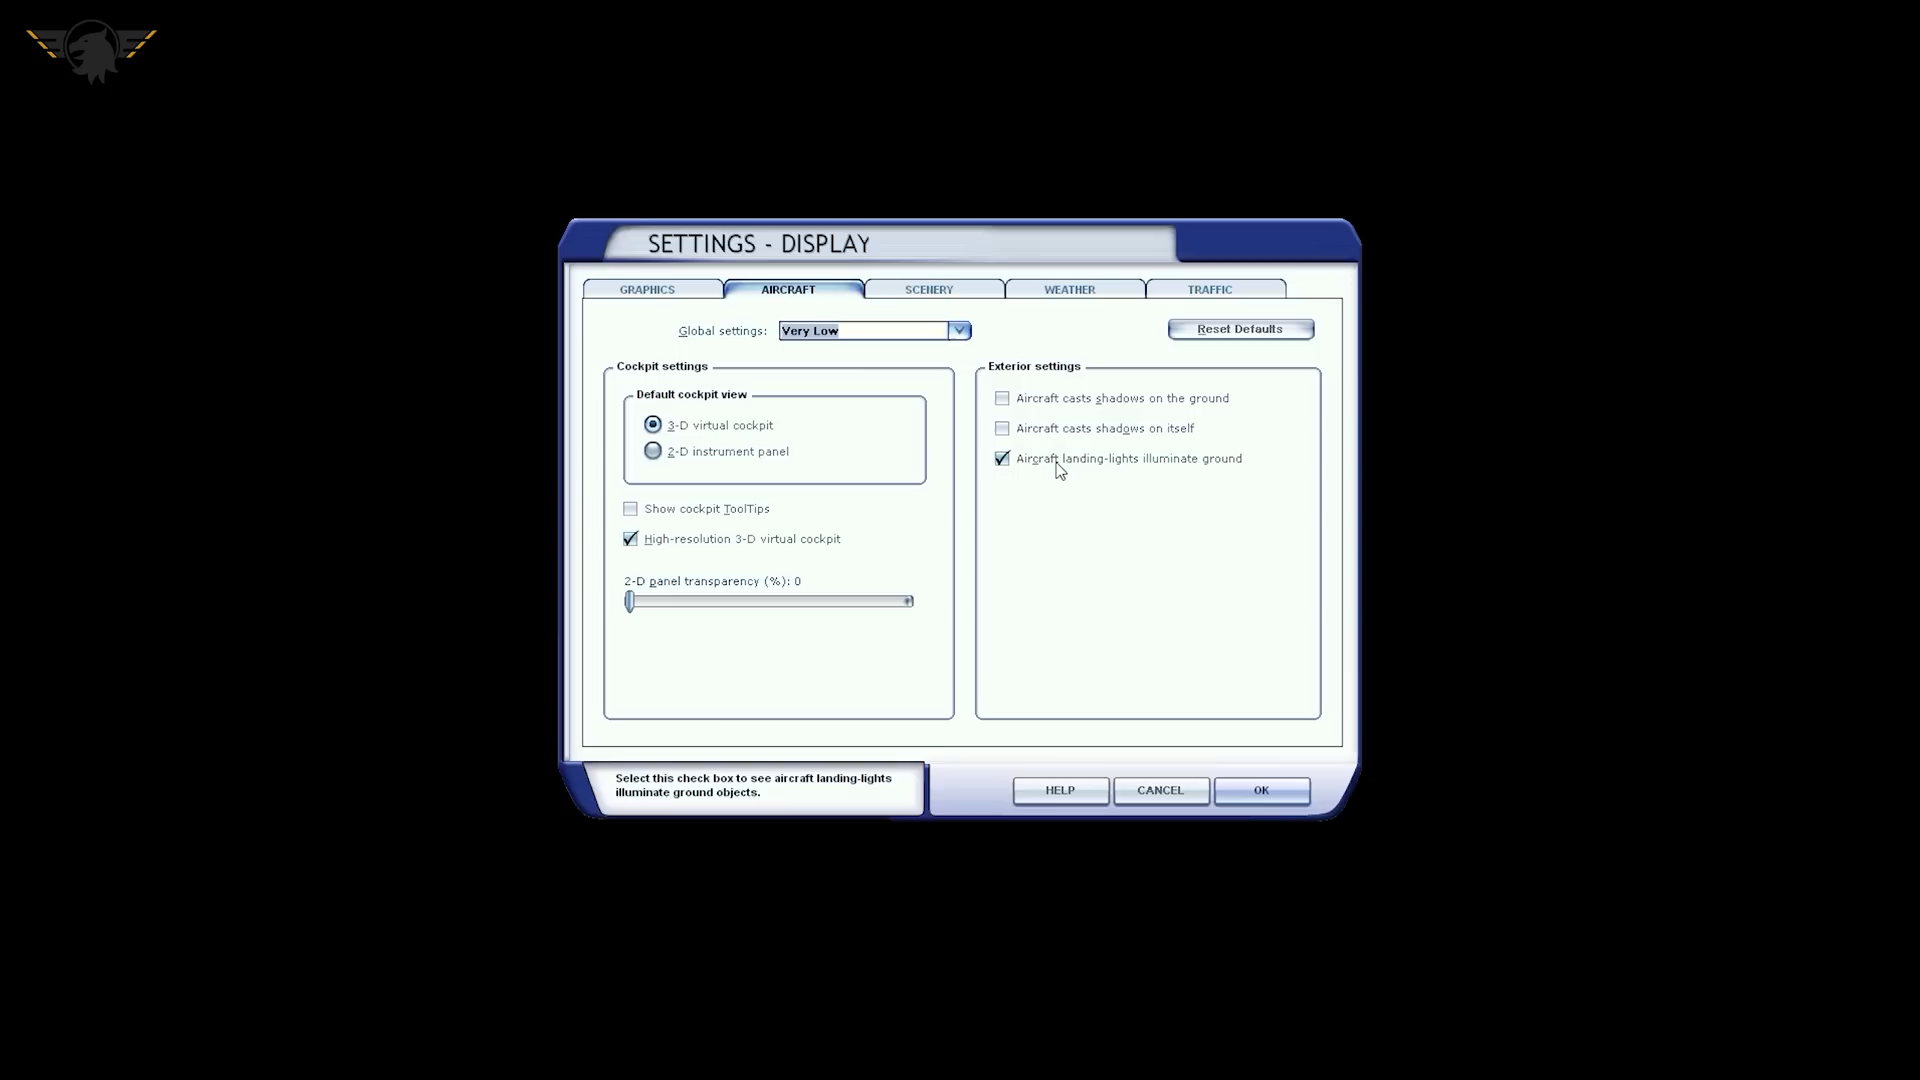 SETTINGS - DISPLAY
GRAPHICS AIRCRAFT SCENERY WEATHER TRAFFIC
Global settings: Very Low Reset Defaults
Cockpit settings
Default cockpit view
3-D virtual cockpit
2-D instrument panel
Show cockpit ToolTips
High-resolution 3-D virtual cockpit
2-D panel transparency (%): 0
Exterior settings
Aircraft casts shadows on the ground
Aircraft casts shadows on itself
Aircraft landing-lights illuminate ground
Select this check box to see aircraft landing-lights
illuminate ground objects.
HELP CANCEL OK